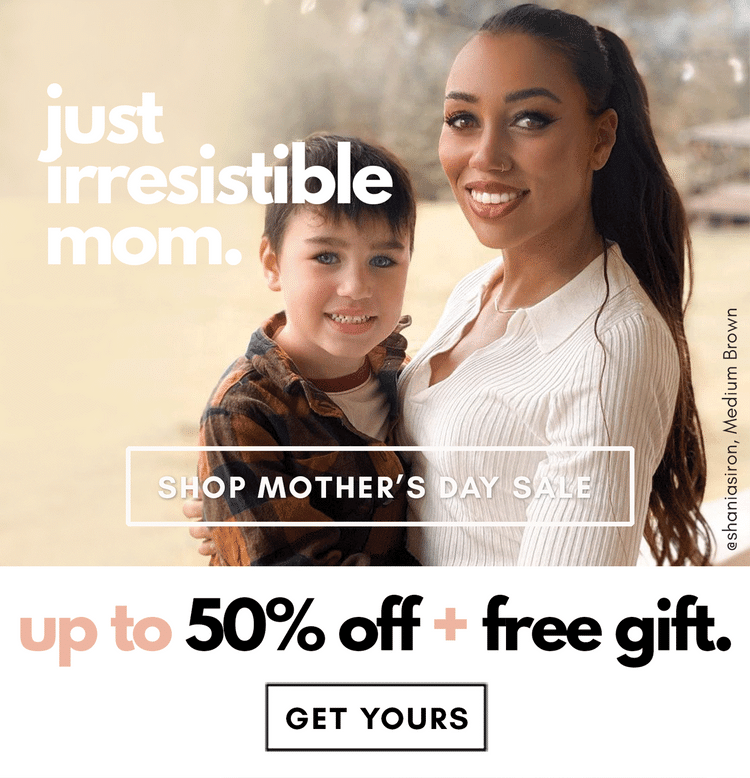 just
irresistible
mom.
@shaniasiron, Medium Brown
SHOP MOTHER’S DAY SALE
up to 50% off + free gift.
GET YOURS